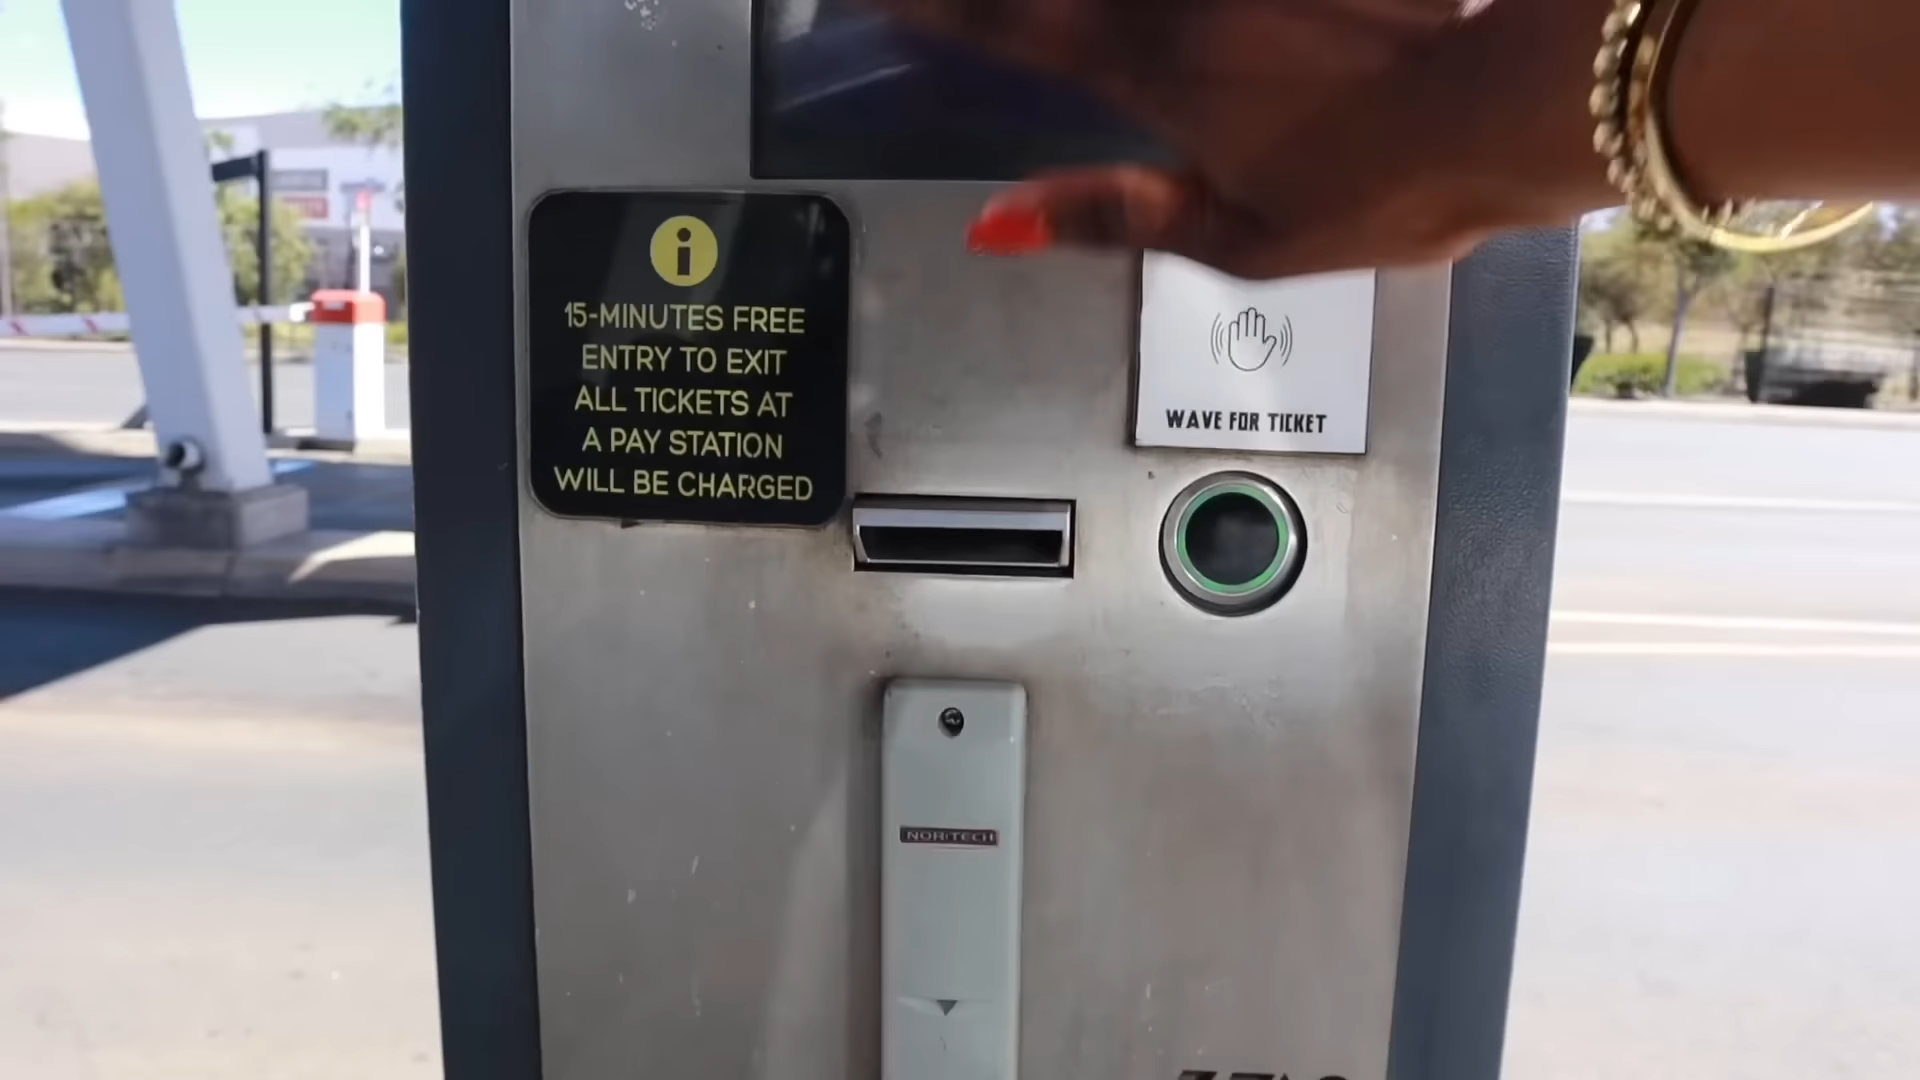 15-MINUTES FREE
ENTRY TO EXIT
ALL TICKETS AT
A PAY STATION
WILL BE CHARGED
WAVE FOR TICKET
NORTECH